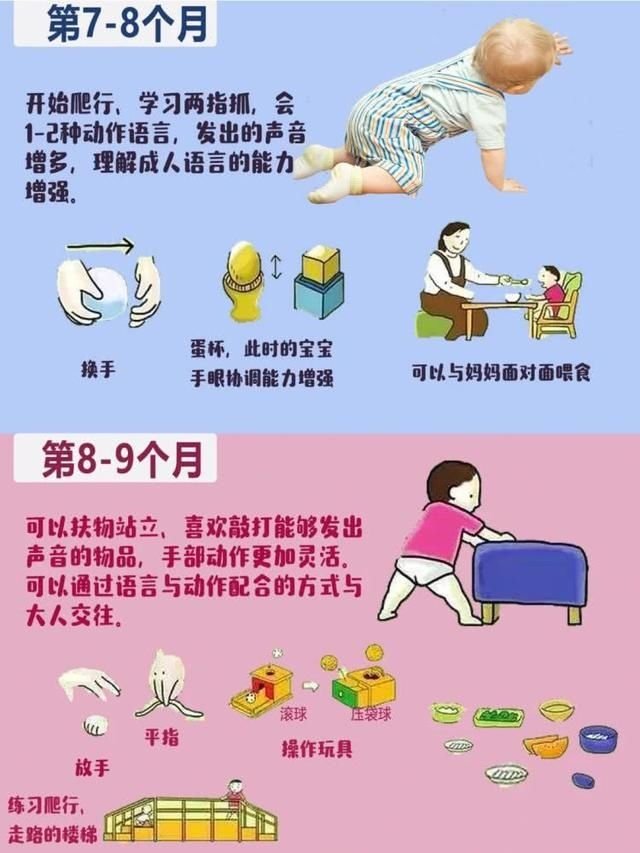 第7-8个月
开始爬行、学习两指抓，会
1-2种动作语言，发出的声音
增多，理解成人语言的能力
增强。
换手
蛋杯，此时的宝宝
手眼协调能力增强
可以与妈妈面对面喂食
第8-9个月
可以扶物站立、喜欢敲打能够发出
声音的物品，手部动作更加灵活。
可以通过语言与动作配合的方式与
大人交往。
放手
平指
滚球
压袋球
操作玩具
练习爬行、
走路的楼梯